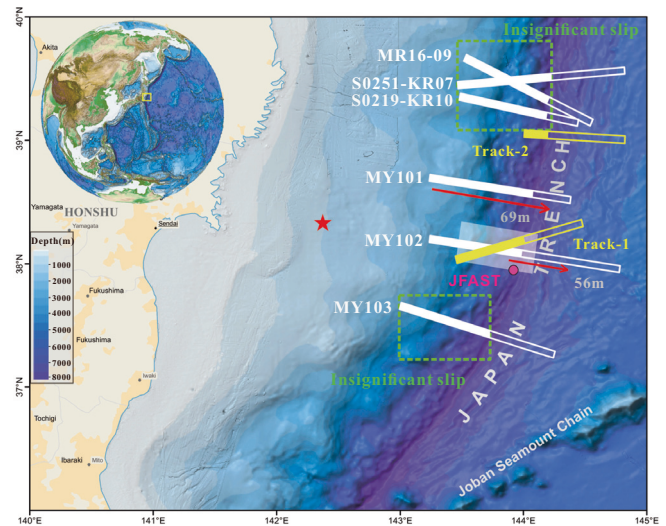 40°N
39°N
38°N
37°N
140°E
141°E
142°E
143°E
144°E
145°E
Akita
Yamagata
HONSHU
Yamagata
Sendai
Depth(m)
1000
2000
3000
4000
5000
6000
7000
8000
Fukushima
Fukushima
Iwaki
Tochigi
Ibaraki
Mito
Insignificant slip
MR16-09
S0251-KR07
S0219-KR10
Track-2
MY101
69m
MY102
Track-1
JFAST
56m
MY103
Insignificant slip
JAPAN TRENCH
Joban Seamount Chain